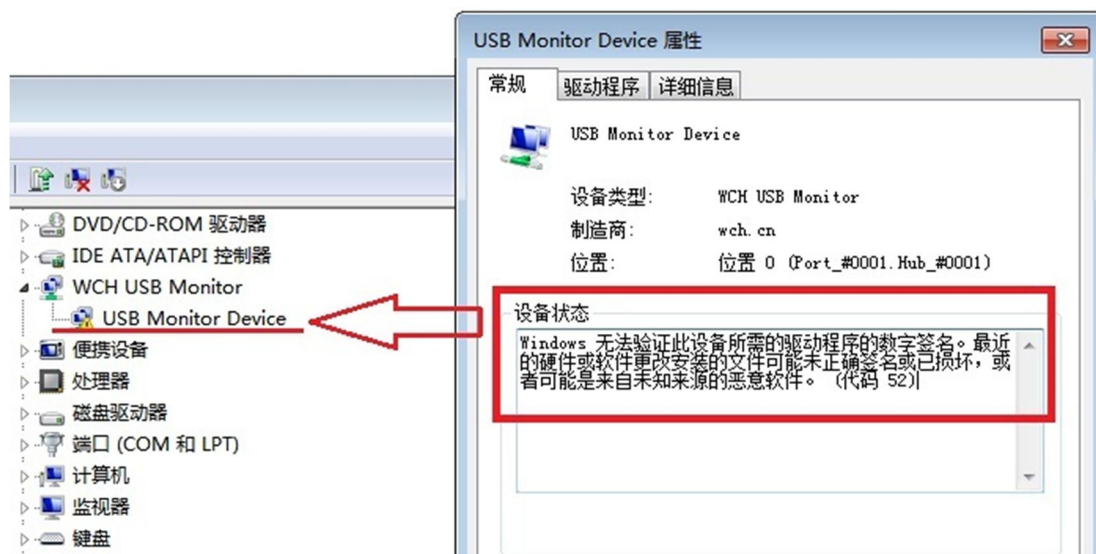 USB Monitor Device 属性
常规
驱动程序
详细信息
USB Monitor Device
设备类型: WCH USB Monitor
制造商: wch.cn
位置: 位置 0 (Port_#0001.Hub_#0001)
设备状态
Windows 无法验证此设备所需的驱动程序的数字签名。最近
的硬件或软件更改安装的文件可能未正确签名或已损坏，或
者可能是来自未知来源的恶意软件。 (代码 52)
DVD/CD-ROM 驱动器
IDE ATA/ATAPI 控制器
WCH USB Monitor
USB Monitor Device
便携设备
处理器
磁盘驱动器
端口 (COM 和 LPT)
计算机
监视器
键盘